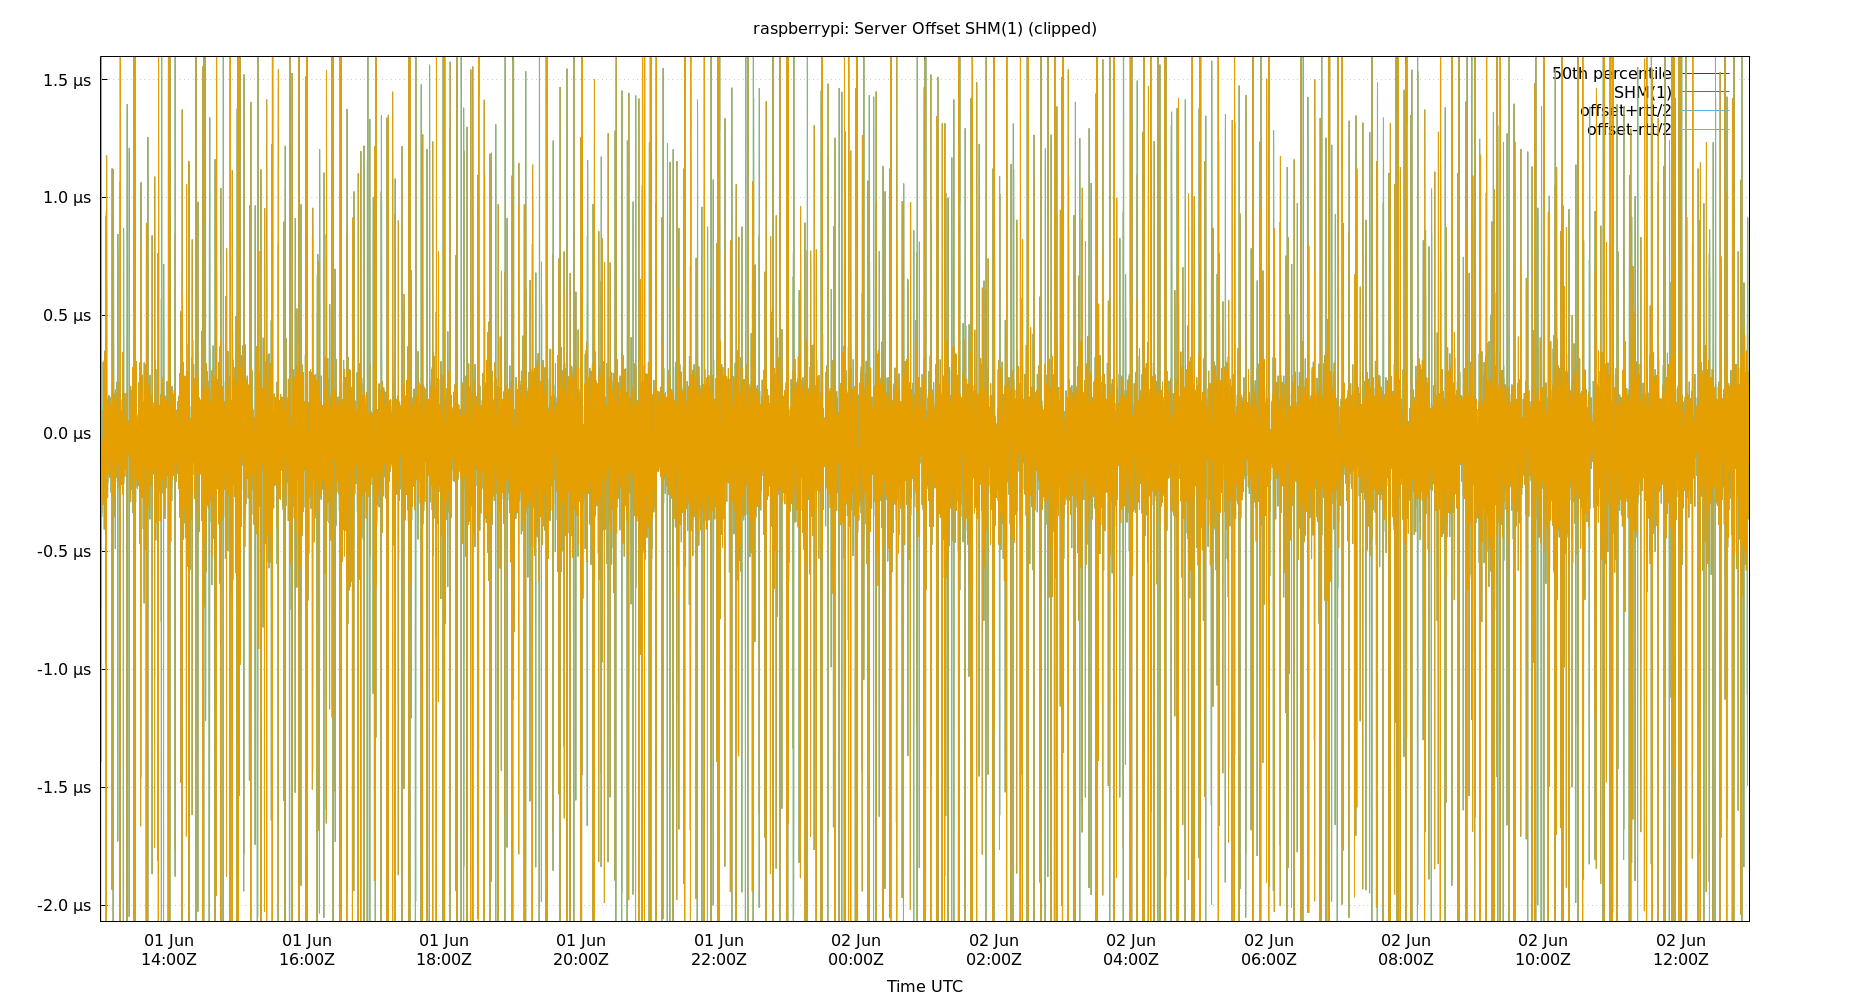 raspberrypi: Server Offset SHM(1) (clipped)
50th percentile
SHM(1)
offset+rtt/2
offset-rtt/2
1.5 µs
1.0 µs
0.5 µs
0.0 µs
-0.5 µs
-1.0 µs
-1.5 µs
-2.0 µs
01 Jun 01 Jun 01 Jun 01 Jun 01 Jun 02 Jun 02 Jun 02 Jun 02 Jun 02 Jun 02 Jun 02 Jun
14:00Z 16:00Z 18:00Z 20:00Z 22:00Z 00:00Z 02:00Z 04:00Z 06:00Z 08:00Z 10:00Z 12:00Z
Time UTC